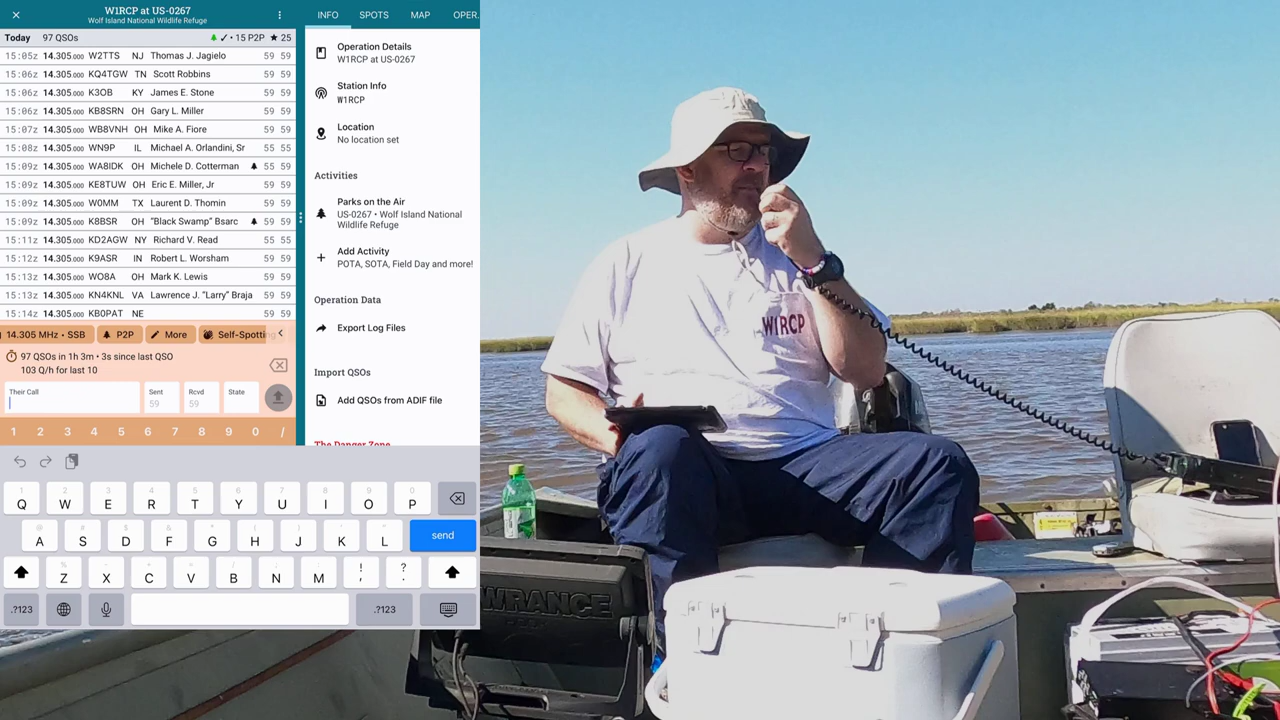 W1RCP at US-0267
Wolf Island National Wildlife Refuge
Today 97 QSOs ✓ • 15 P2P ★ 25
15:05z 14.305.000 W2TTS NJ Thomas J. Jagielo 59 59
15:06z 14.305.000 KQ4TGW TN Scott Robbins 59 59
15:06z 14.305.000 K3OB KY James E. Stone 59 59
15:06z 14.305.000 KB8SRN OH Gary L. Miller 59 59
15:07z 14.305.000 WB8VNH OH Mike A. Fiore 59 59
15:08z 14.305.000 WN9P IL Michael A. Orlandini, Sr 55 55
15:09z 14.305.000 WA8IDK OH Michele D. Cotterman 55 59
15:09z 14.305.000 KE8TUW OH Eric E. Miller, Jr 59 59
15:09z 14.305.000 W0MM TX Laurent D. Thomin 59 59
15:09z 14.305.000 K8BSR OH “Black Swamp” Bsarc 59 59
15:11z 14.305.000 KD2AGW NY Richard V. Read 55 55
15:12z 14.305.000 K9ASR IN Robert L. Worsham 59 59
15:13z 14.305.000 WO8A OH Mark K. Lewis 59 59
15:13z 14.305.000 KN4KNL VA Lawrence J. “Larry” Braja 59 59
15:14z 14.305.000 KB0PAT NE
14.305 MHz • SSB P2P More Self-Spotting
97 QSOs in 1h 3m • 3s since last QSO
103 Q/h for last 10
Their Call Sent Rcvd State
59 59
1 2 3 4 5 6 7 8 9 0 /
INFO SPOTS MAP OPER.
Operation Details
W1RCP at US-0267
Station Info
W1RCP
Location
No location set
Activities
Parks on the Air
US-0267 • Wolf Island National
Wildlife Refuge
Add Activity
POTA, SOTA, Field Day and more!
Operation Data
Export Log Files
Import QSOs
Add QSOs from ADIF file
The Danger Zone
1 2 3 4 5 6 7 8 9 0
Q W E R T Y U I O P
A S D F G H J K L send
Z X C V B N M ! , ? .
.?123 .?123
W1RCP
LOWRANCE